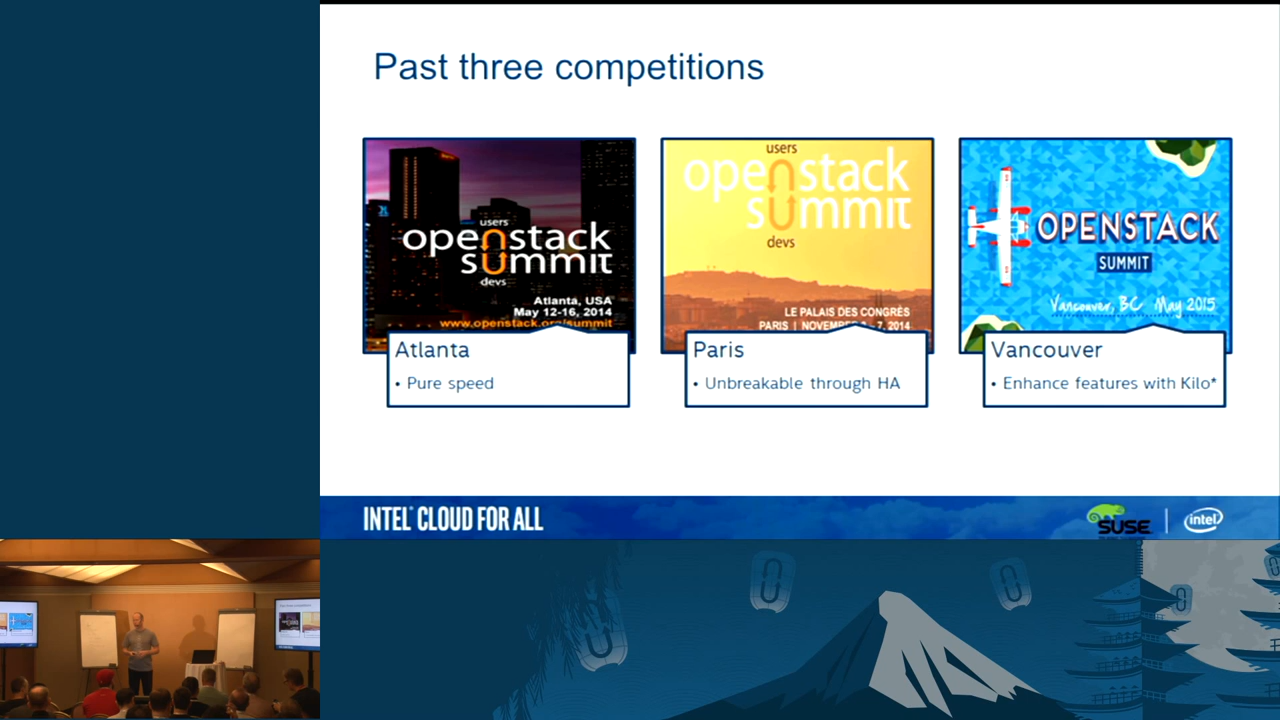 Past three competitions
users
openstack
summit
devs
Atlanta, USA
May 12-16, 2014
www.openstack.org/summit
Atlanta
• Pure speed
users
openstack
summit
devs
LE PALAIS DES CONGRÈS
PARIS | NOVEMBER - 7, 2014
Paris
• Unbreakable through HA
OPENSTACK
SUMMIT
Vancouver, BC May 2015
Vancouver
• Enhance features with Kilo*
INTEL® CLOUD FOR ALL
SUSE
intel